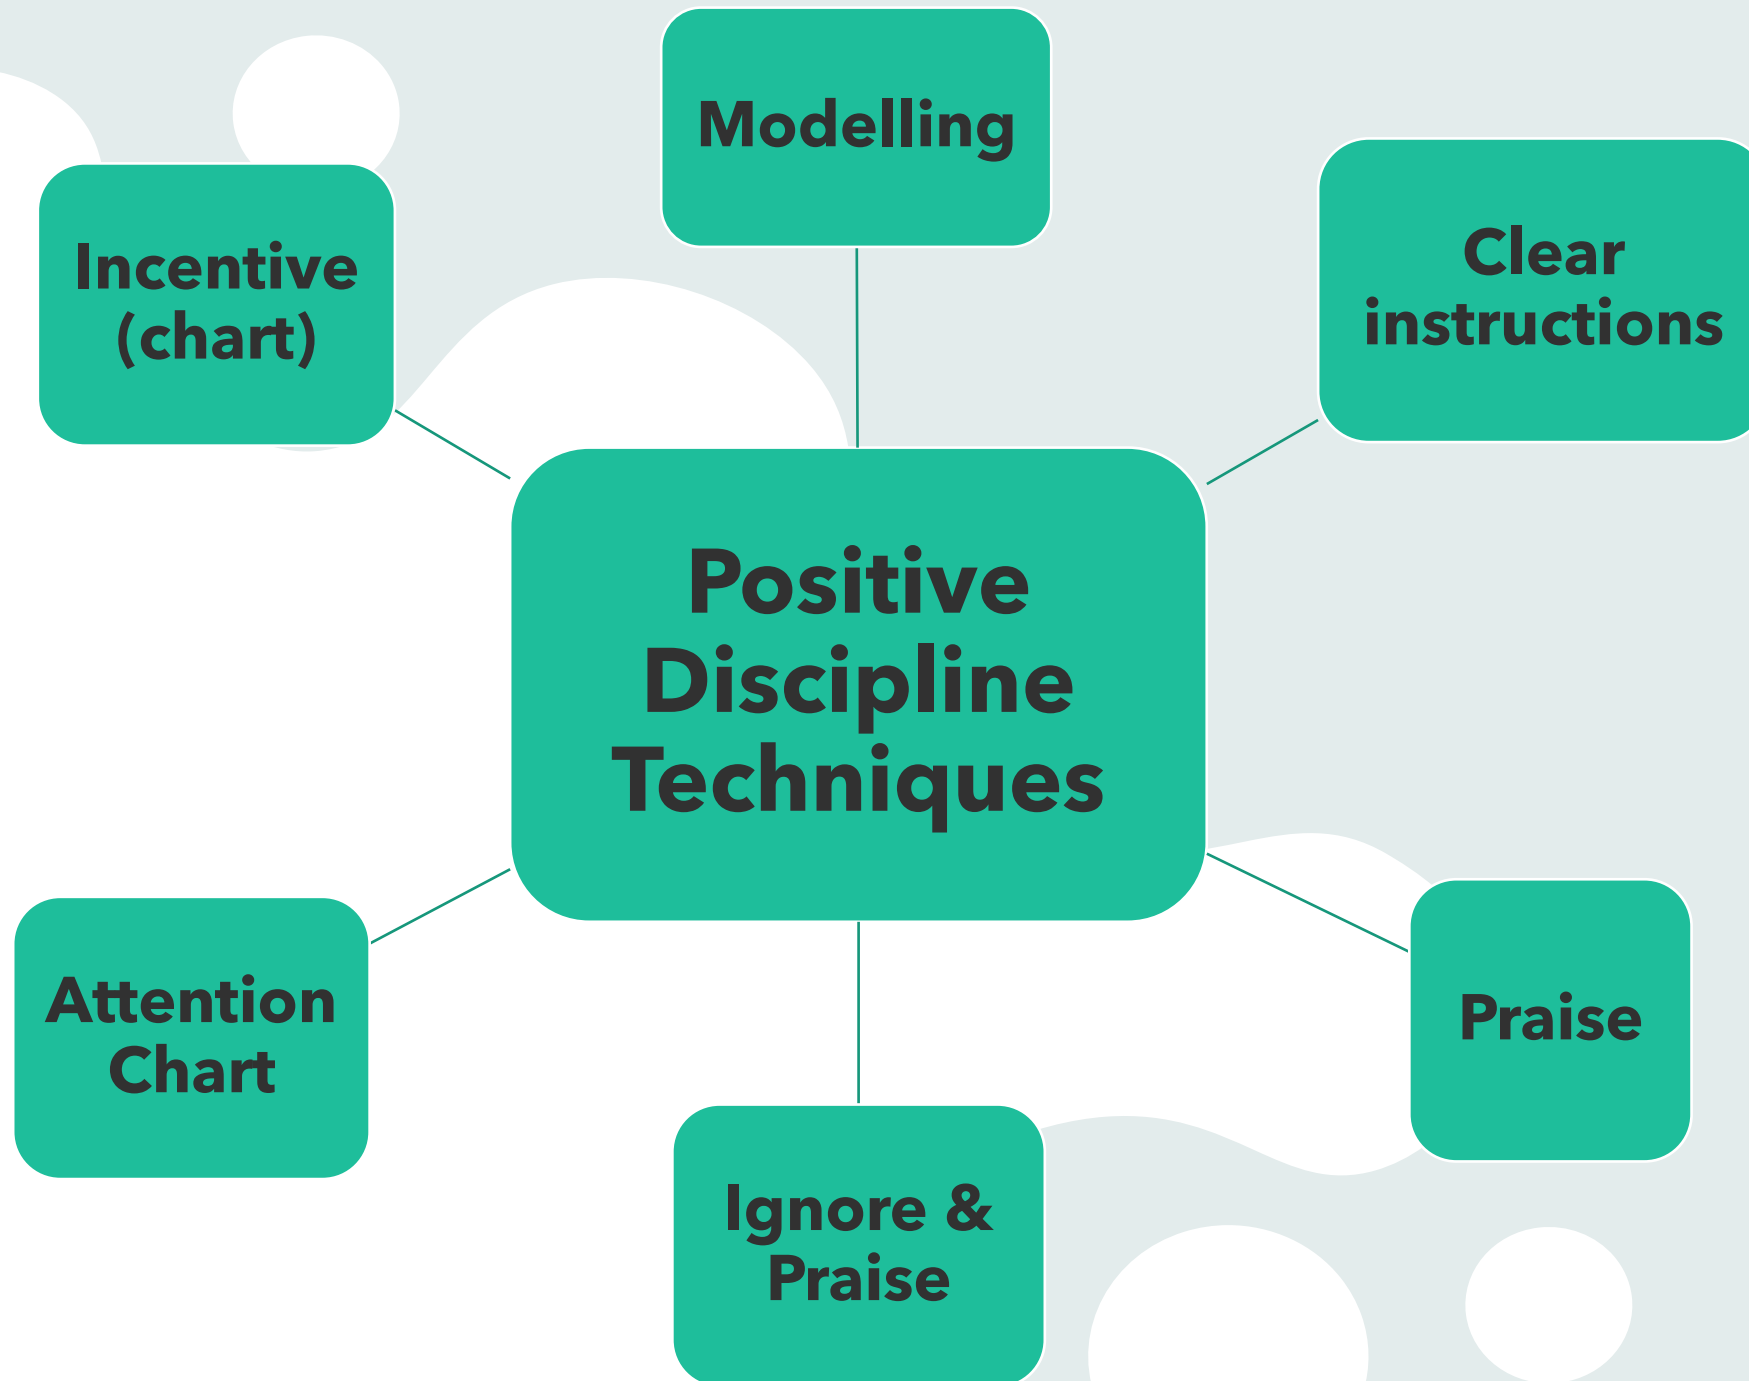 Modelling
Incentive
(chart)
Clear
instructions
Positive
Discipline
Techniques
Attention
Chart
Praise
Ignore &
Praise